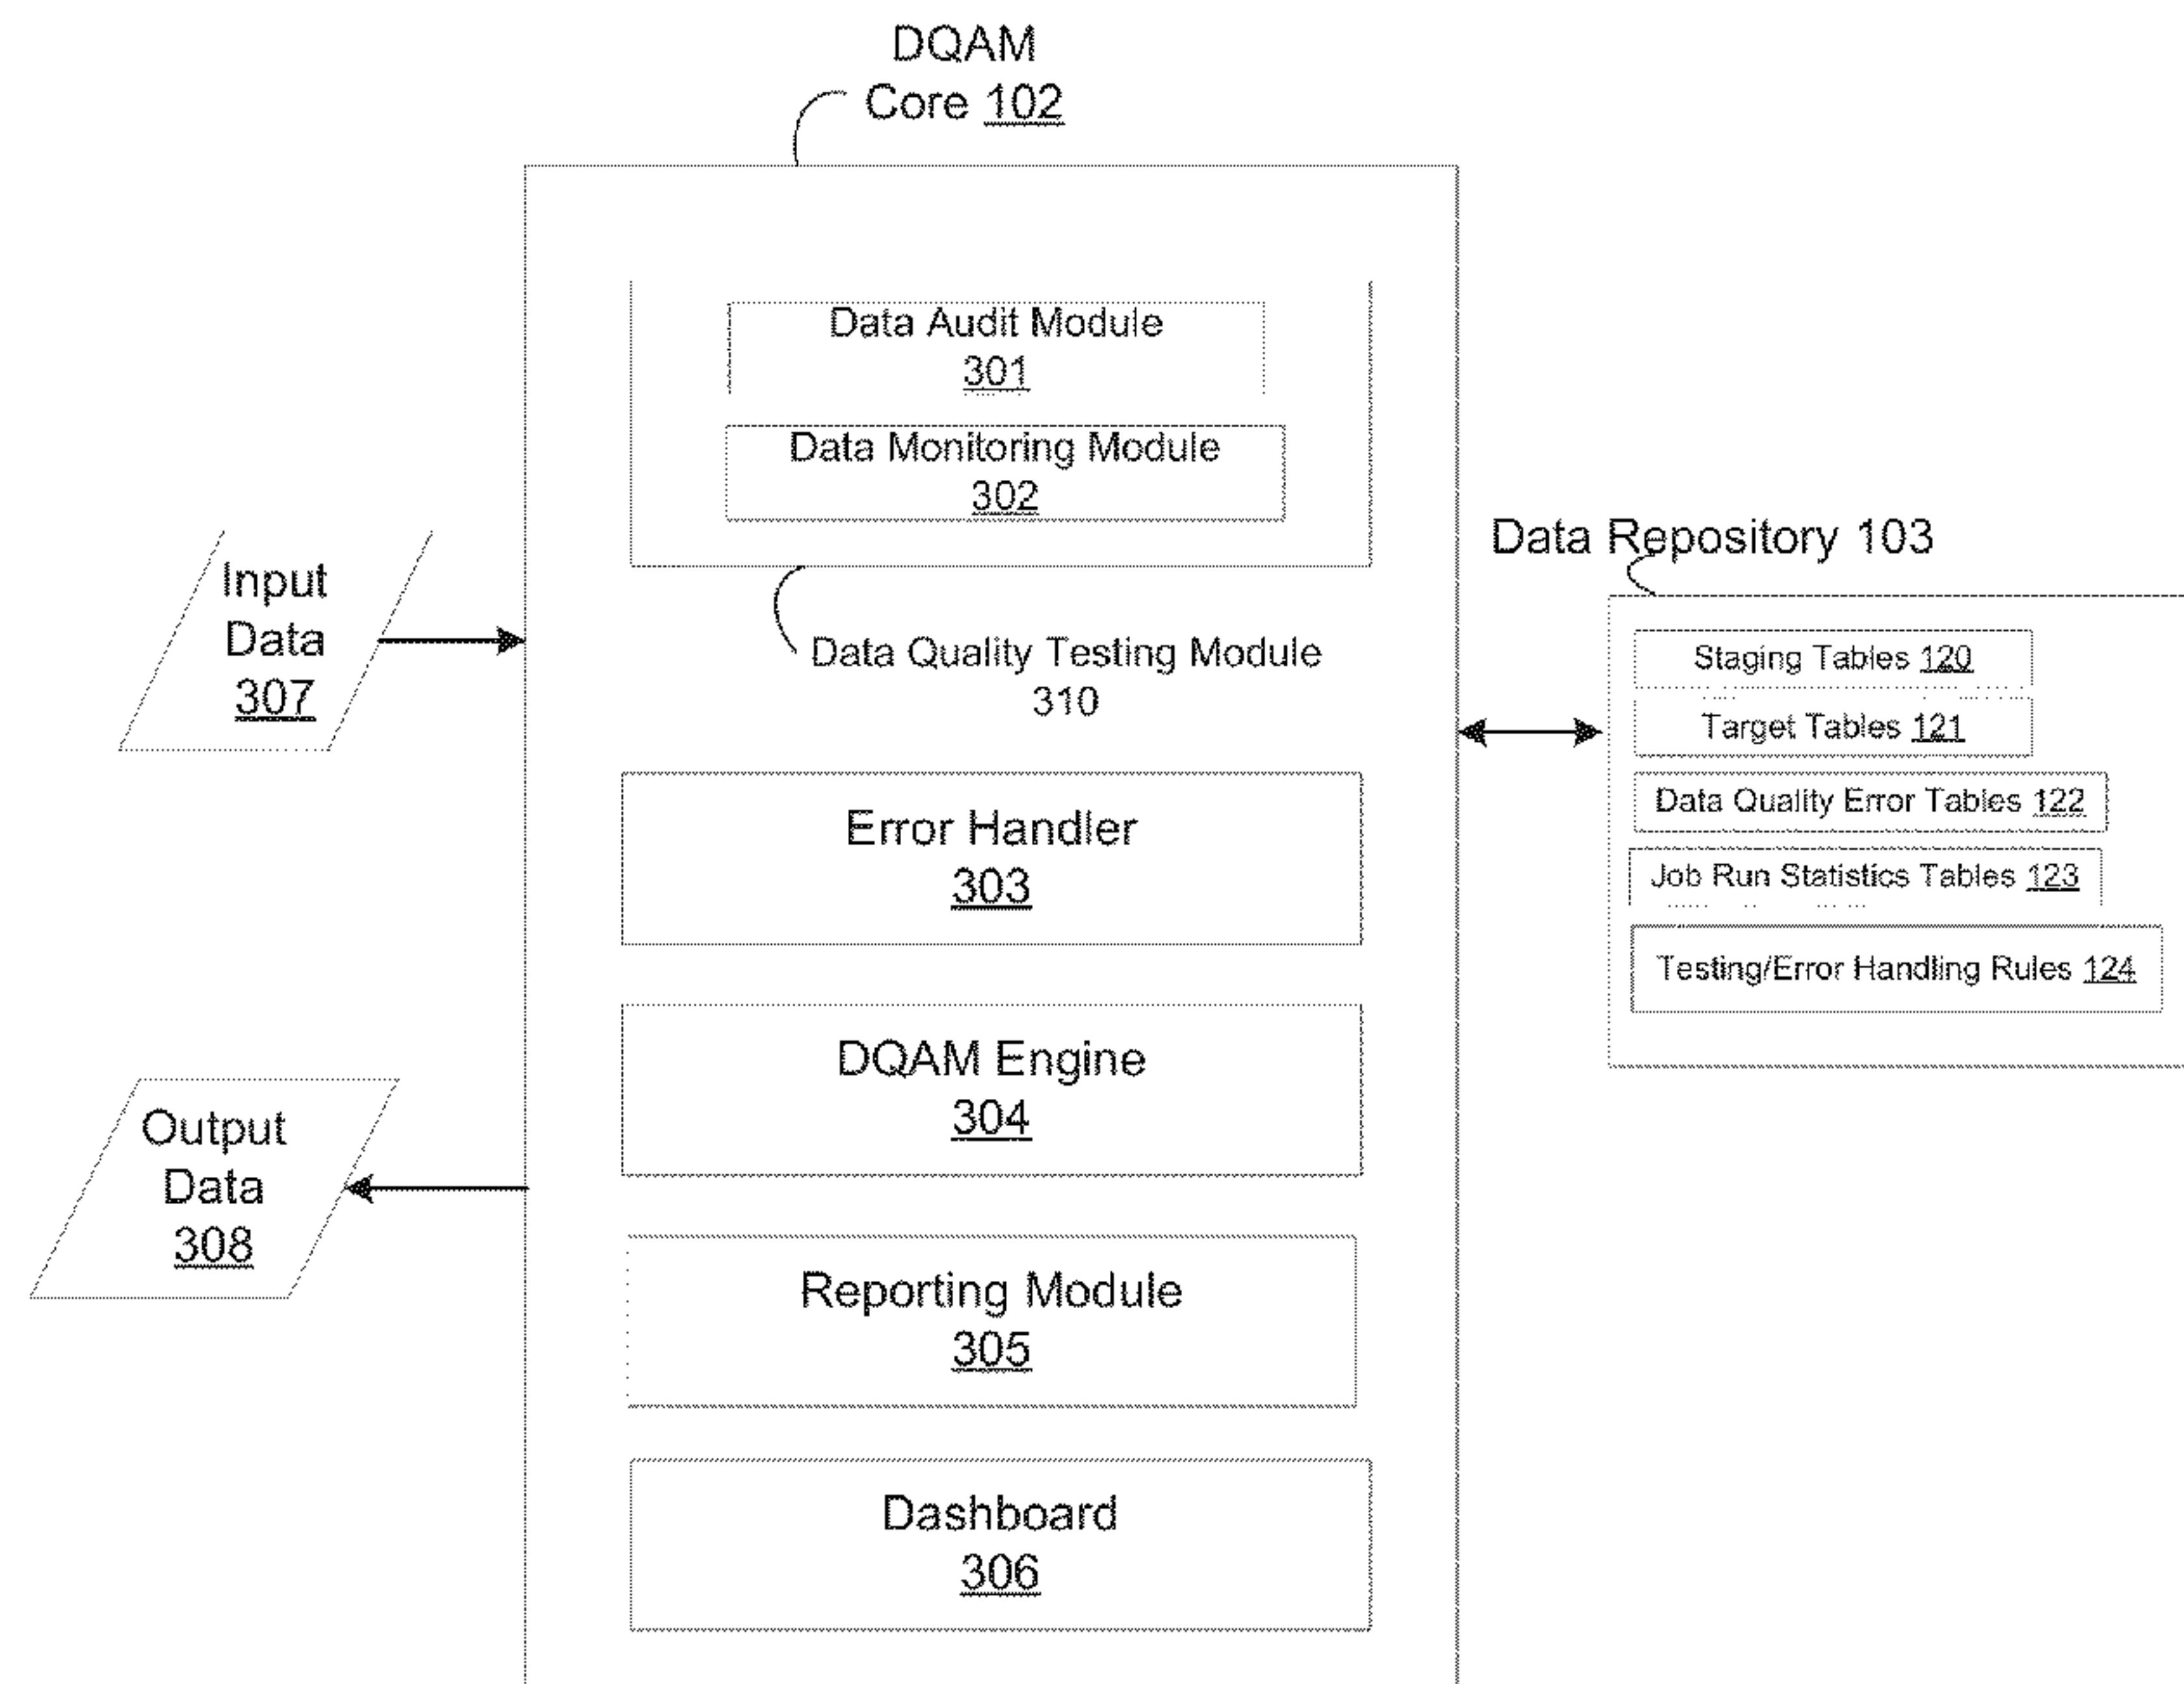 DQAM
Core 102
Data Audit Module
301
Data Monitoring Module
302
Data Quality Testing Module
310
Input
Data
307
Output
Data
308
Error Handler
303
DQAM Engine
304
Reporting Module
305
Dashboard
306
Data Repository 103
Staging Tables 120
Target Tables 121
Data Quality Error Tables 122
Job Run Statistics Tables 123
Testing/Error Handling Rules 124